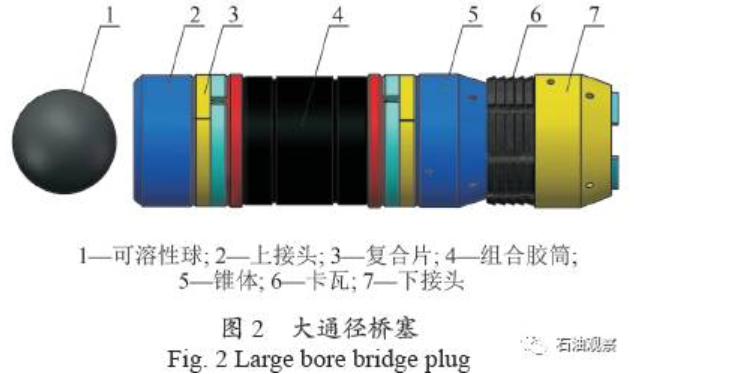 1 2 3 4 5 6 7
1—可溶性球; 2—上接头; 3—复合片; 4—组合胶筒;
5—锥体; 6—卡瓦; 7—下接头
图 2 大通径桥塞
Fig. 2 Large bore bridge plug
石油观察